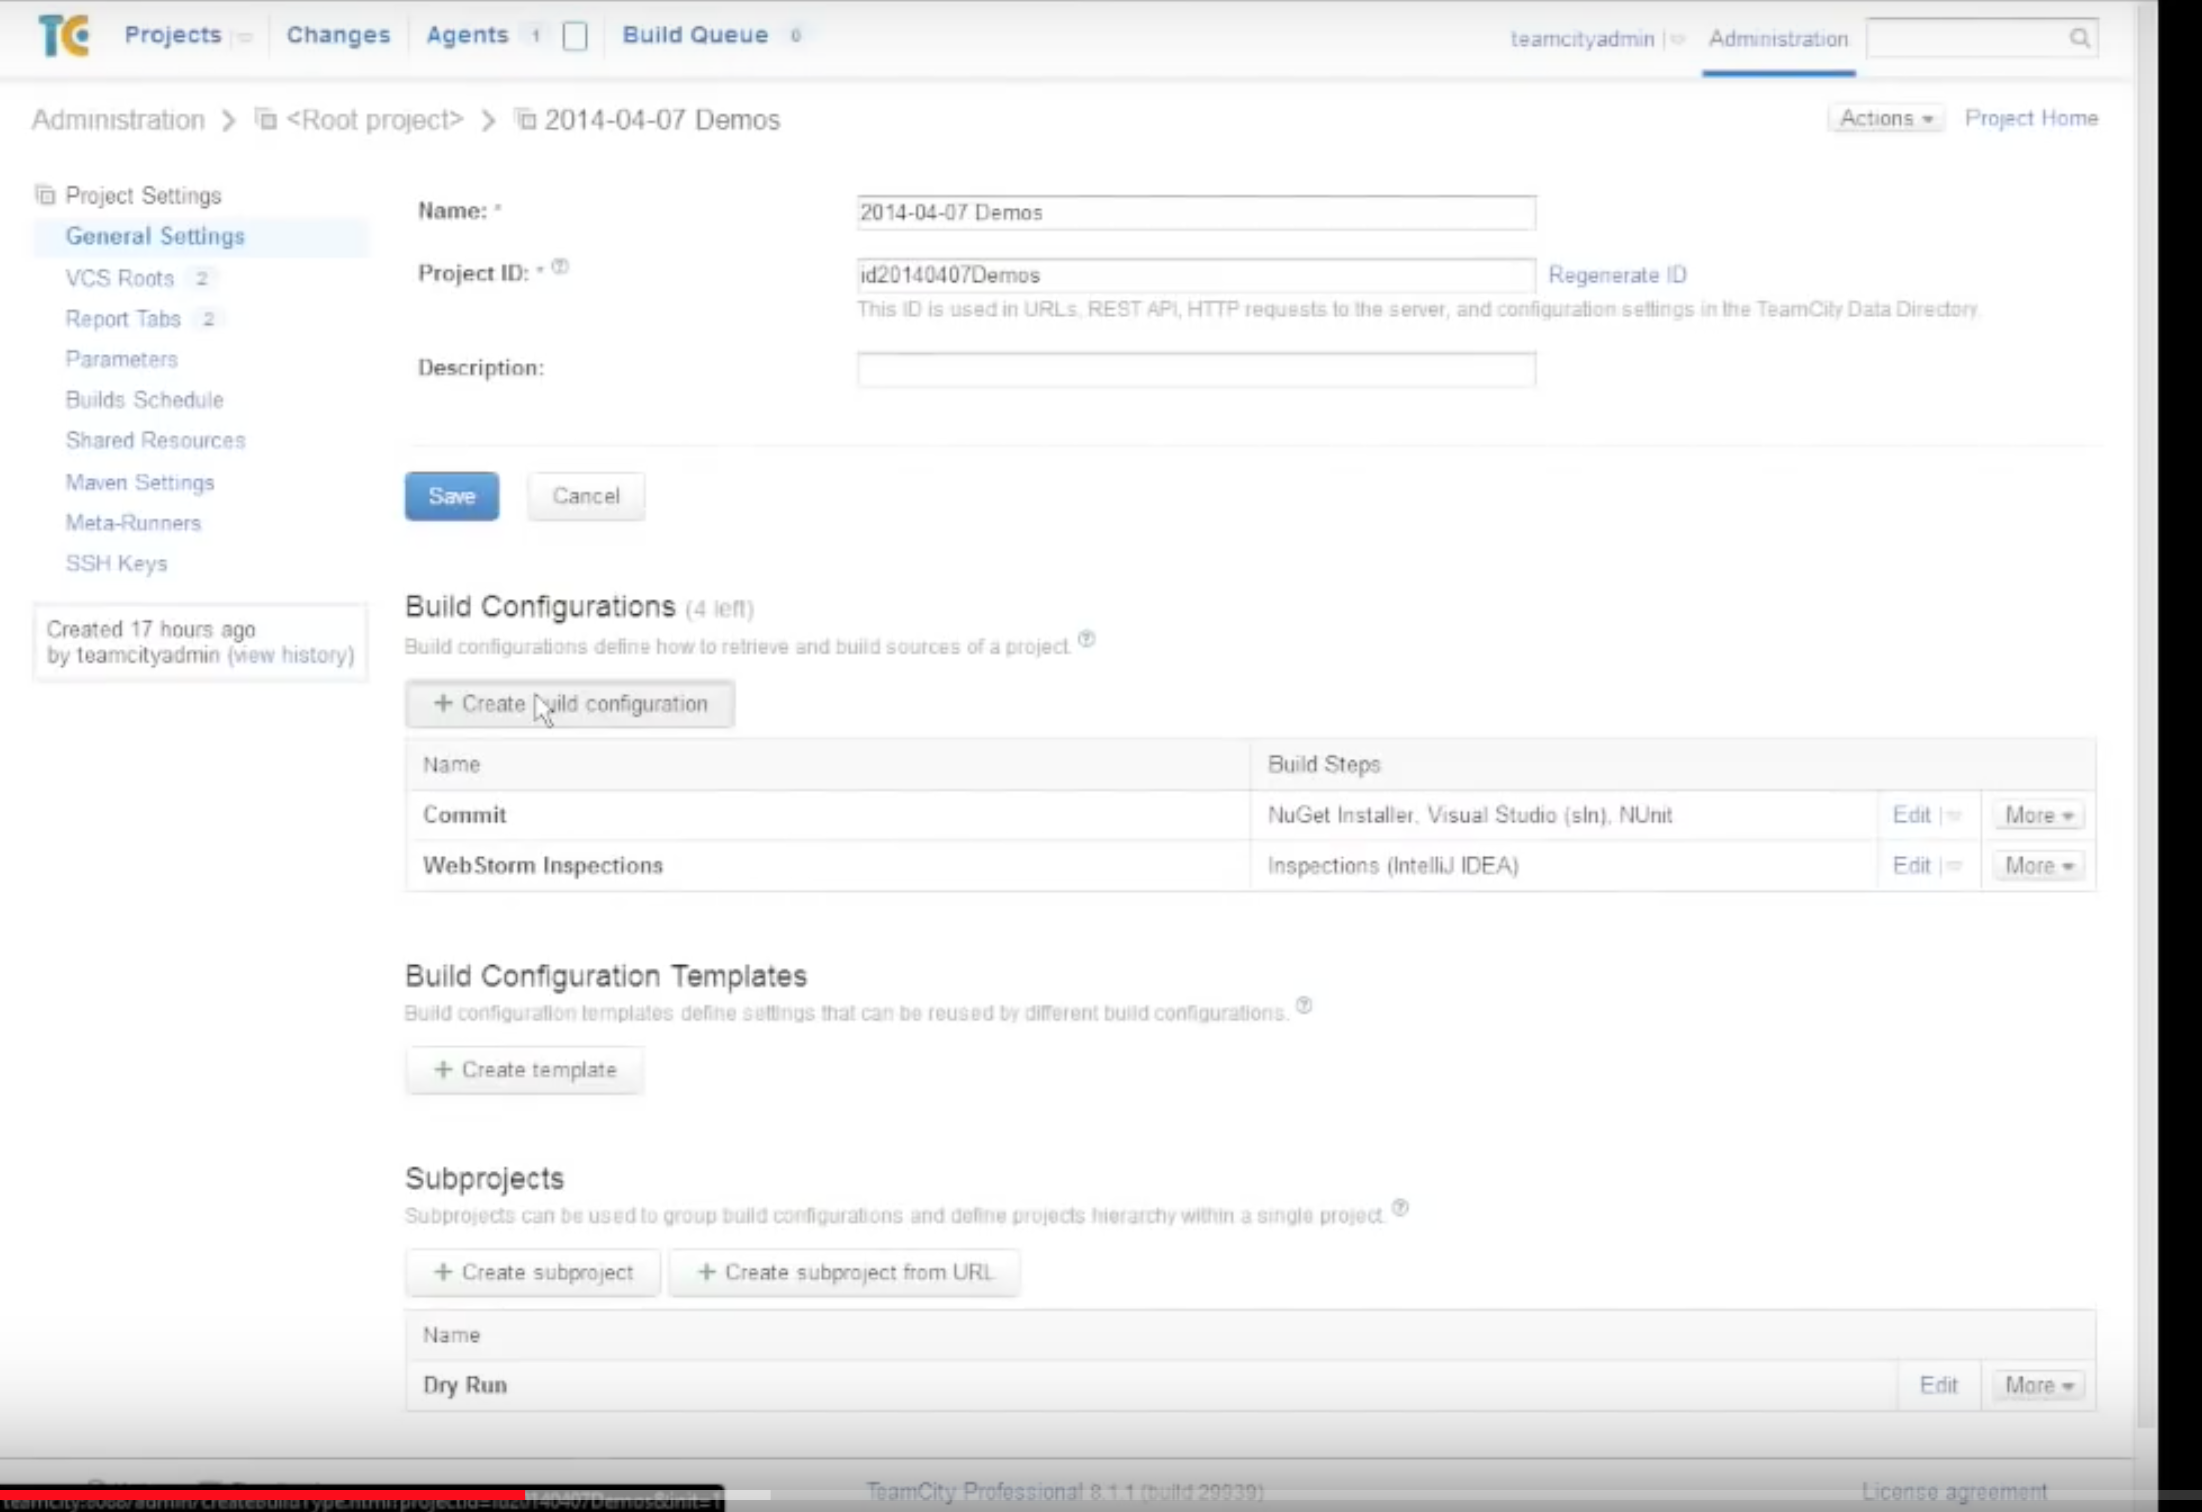 TC Projects Changes Agents 1 Build Queue 0 teamcityadmin Administration
Administration > <Root project> > 2014-04-07 Demos Actions Project Home
Project Settings
General Settings
VCS Roots 2
Report Tabs 2
Parameters
Builds Schedule
Shared Resources
Maven Settings
Meta-Runners
SSH Keys
Created 17 hours ago
by teamcityadmin (view history)
Name: * 2014-04-07 Demos
Project ID: * id20140407Demos Regenerate ID
This ID is used in URLs, REST API, HTTP requests to the server, and configuration settings in the TeamCity Data Directory.
Description:
Save Cancel
Build Configurations (4 left)
Build configurations define how to retrieve and build sources of a project.
+ Create build configuration
Name Build Steps
Commit NuGet Installer, Visual Studio (sln), NUnit Edit More
WebStorm Inspections Inspections (IntelliJ IDEA) Edit More
Build Configuration Templates
Build configuration templates define settings that can be reused by different build configurations.
+ Create template
Subprojects
Subprojects can be used to group build configurations and define projects hierarchy within a single project.
+ Create subproject + Create subproject from URL
Name
Dry Run Edit More
TeamCity Professional 8.1.1 (build 29939) License agreement